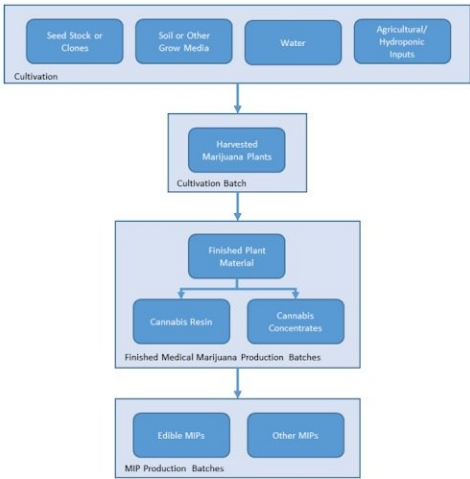 Seed Stock or
Clones
Soil or Other
Grow Media
Water
Agricultural/
Hydroponic
Inputs
Cultivation
Harvested
Marijuana Plants
Cultivation Batch
Finished Plant
Material
Cannabis Resin
Cannabis
Concentrates
Finished Medical Marijuana Production Batches
Edible MIPs
Other MIPs
MIP Production Batches